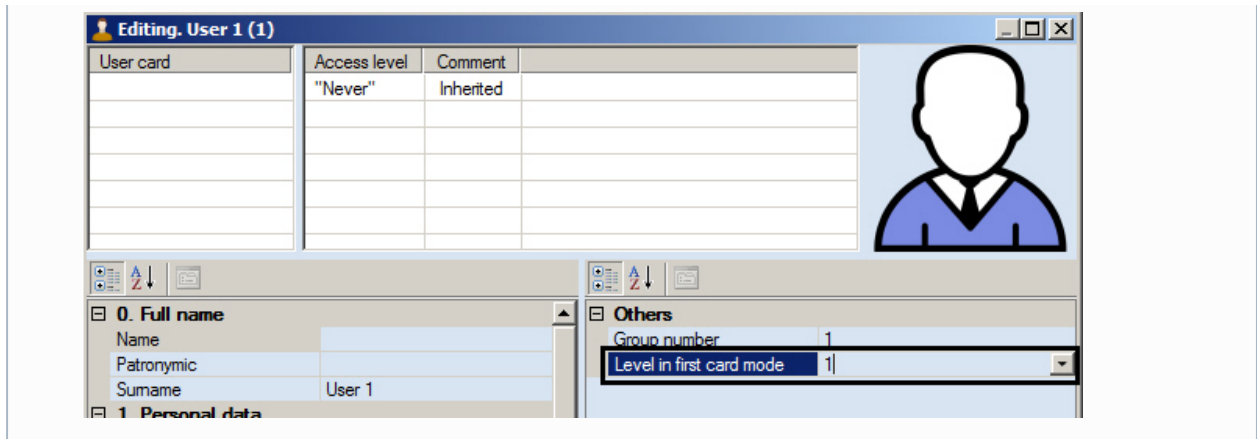 Editing. User 1 (1)
User card
Access level Comment
"Never" Inherited
0. Full name
Name
Patronymic
Surname User 1
1. Personal data
Others
Group number 1
Level in first card mode 1